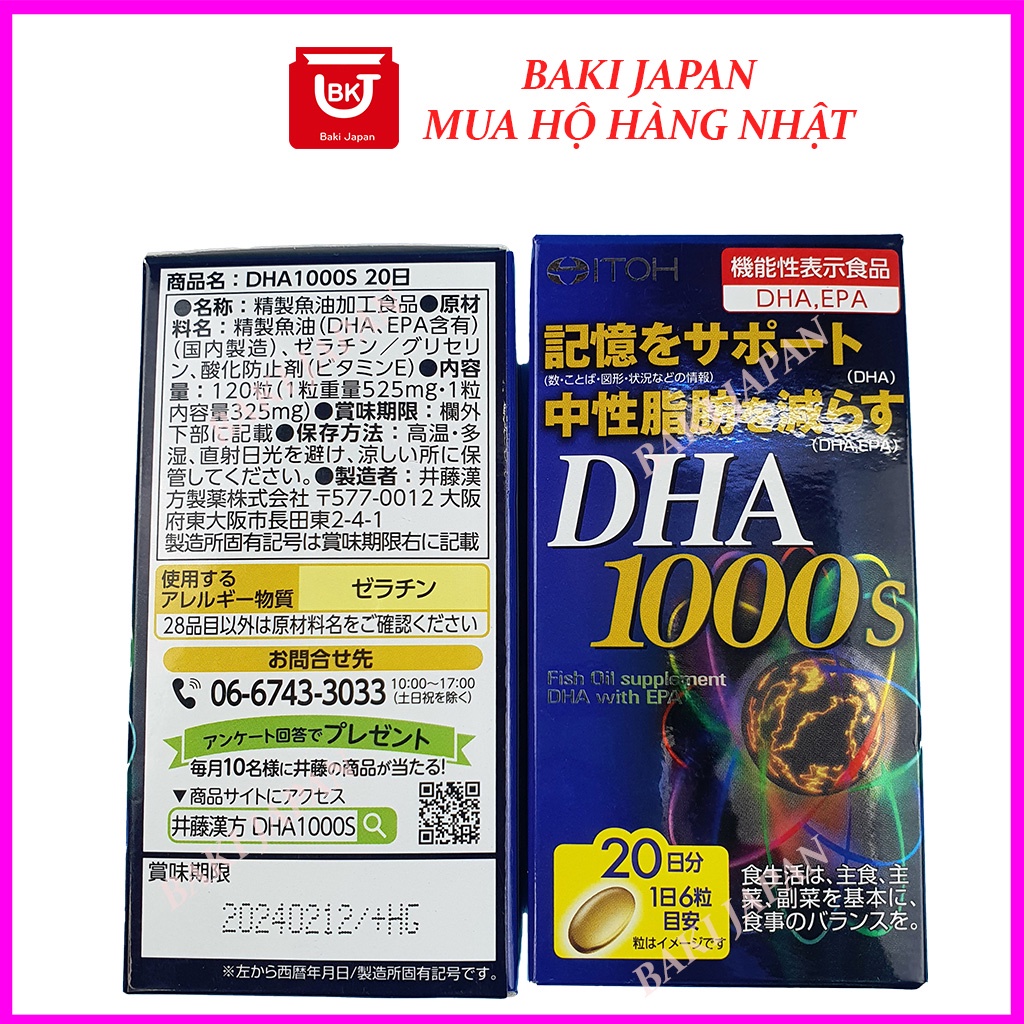 BKJ
Baki Japan
BAKI JAPAN
MUA HỘ HÀNG NHẬT
商品名：DHA1000S 20日
●名称：精製魚油加工食品●原材
料名：精製魚油（DHA、EPA含有）
（国内製造）、ゼラチン／グリセリ
ン、酸化防止剤（ビタミンE）●内容
量：120粒（1粒重量525mg・1粒
内容量325mg）●賞味期限：欄外
下部に記載●保存方法：高温・多
湿、直射日光を避け、涼しい所に保
管してください。●製造者：井藤漢
方製薬株式会社 〒577-0012 大阪
府東大阪市長田東2-4-1
製造所固有記号は賞味期限右に記載
使用する
アレルギー物質
ゼラチン
28品目以外は原材料名をご確認ください
お問合せ先
06-6743-3033 10:00～17:00
（土日祝を除く）
アンケート回答でプレゼント
毎月10名様に井藤の商品が当たる！
▼商品サイトにアクセス
井藤漢方 DHA1000S
賞味期限
20240212/+HG
※左から西暦年月日/製造所固有記号です。
BAKI JAPAN
ITOH
機能性表示食品
DHA,EPA
記憶をサポート
（数・ことば・図形・状況などの情報）
（DHA）
中性脂肪を減らす
（DHA,EPA）
DHA
1000S
Fish Oil supplement
DHA with EPA
20日分
1日6粒
目安
粒はイメージです
食生活は、主食、主
菜、副菜を基本に、
食事のバランスを。
BAKI JAPAN
BAKI JAPAN